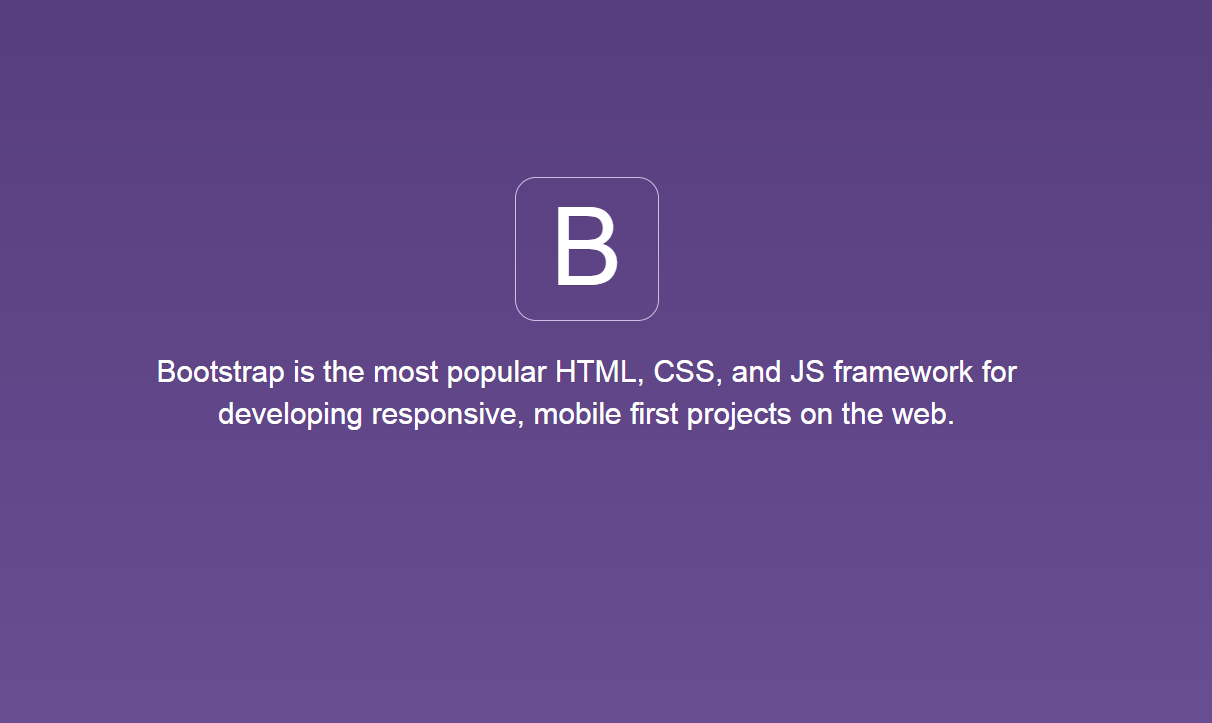 B
Bootstrap is the most popular HTML, CSS, and JS framework for
developing responsive, mobile first projects on the web.